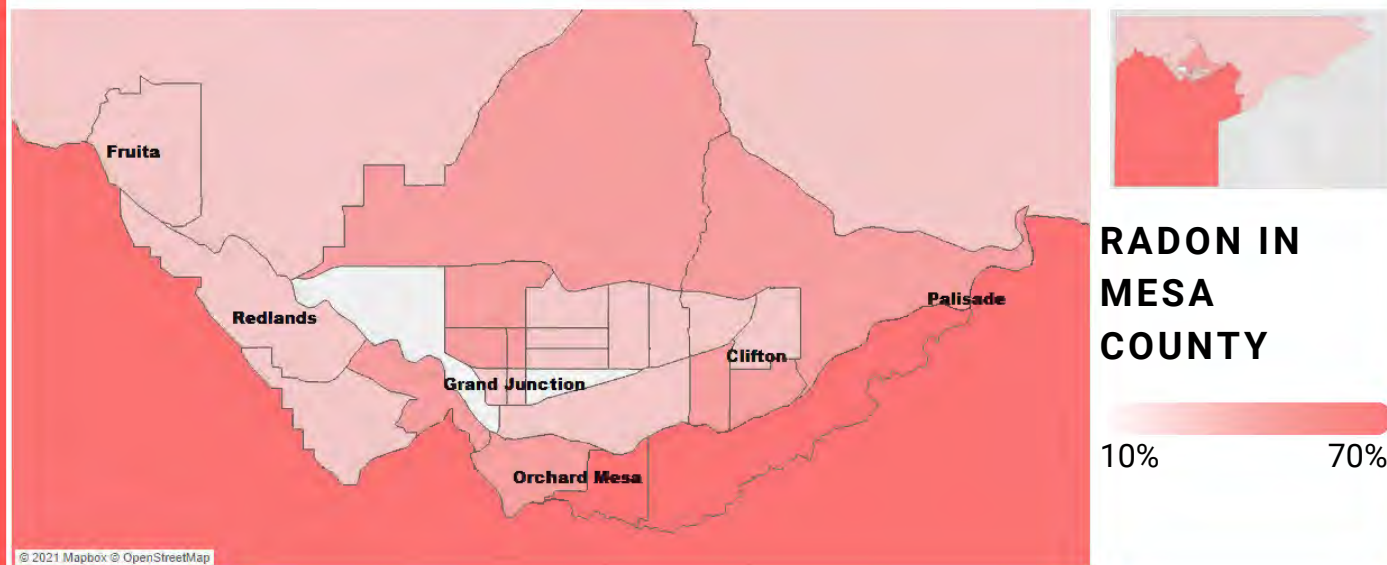 Fruita
Redlands
Palisade
Clifton
Grand Junction
Orchard Mesa
© 2021 Mapbox © OpenStreetMap
RADON IN
MESA
COUNTY
10% 70%